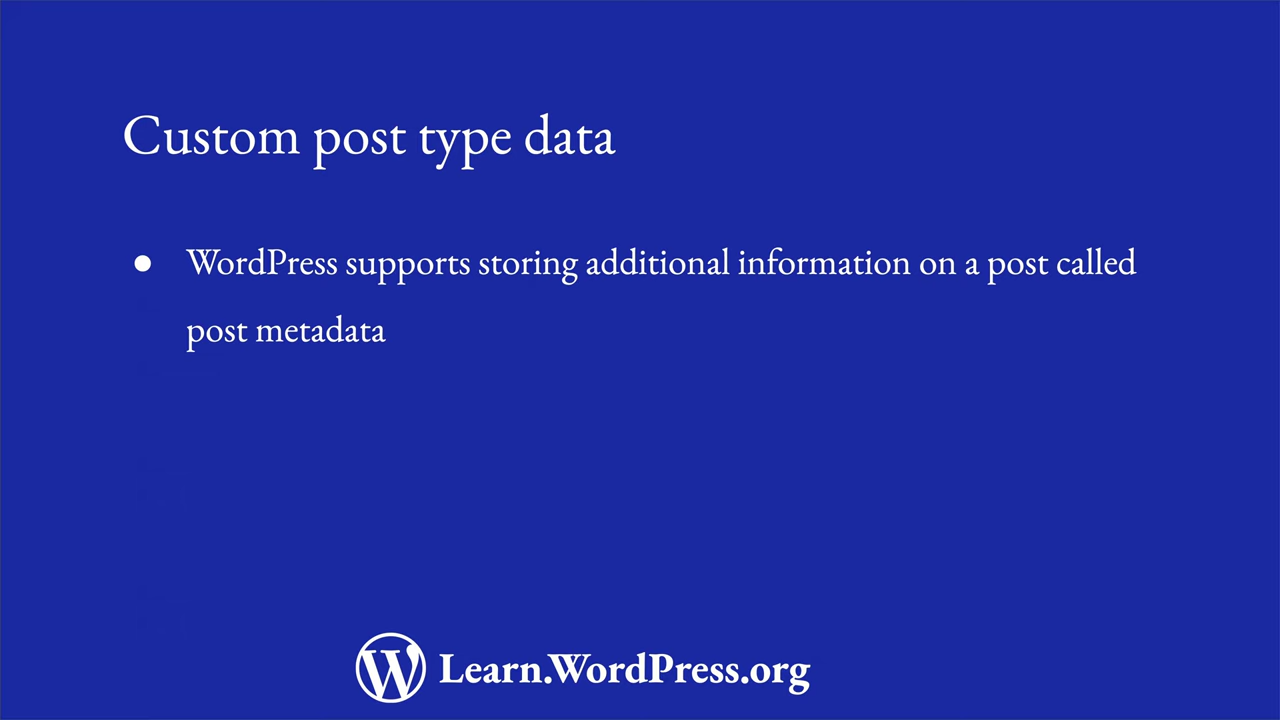 Custom post type data
● WordPress supports storing additional information on a post called
post metadata
Learn.WordPress.org